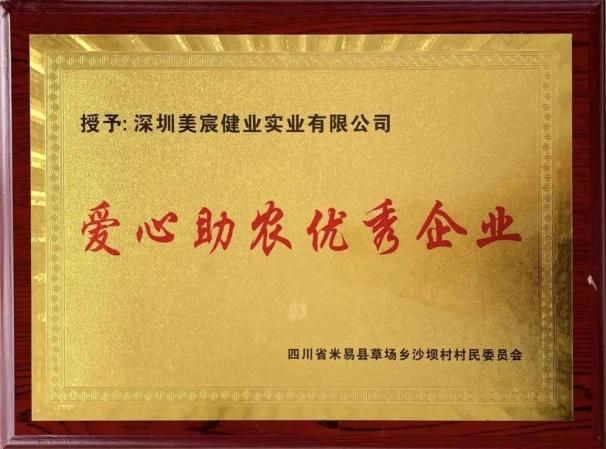 授予: 深圳美宸健业实业有限公司
爱心助农优秀企业
四川省米易县草场乡沙坝村村民委员会